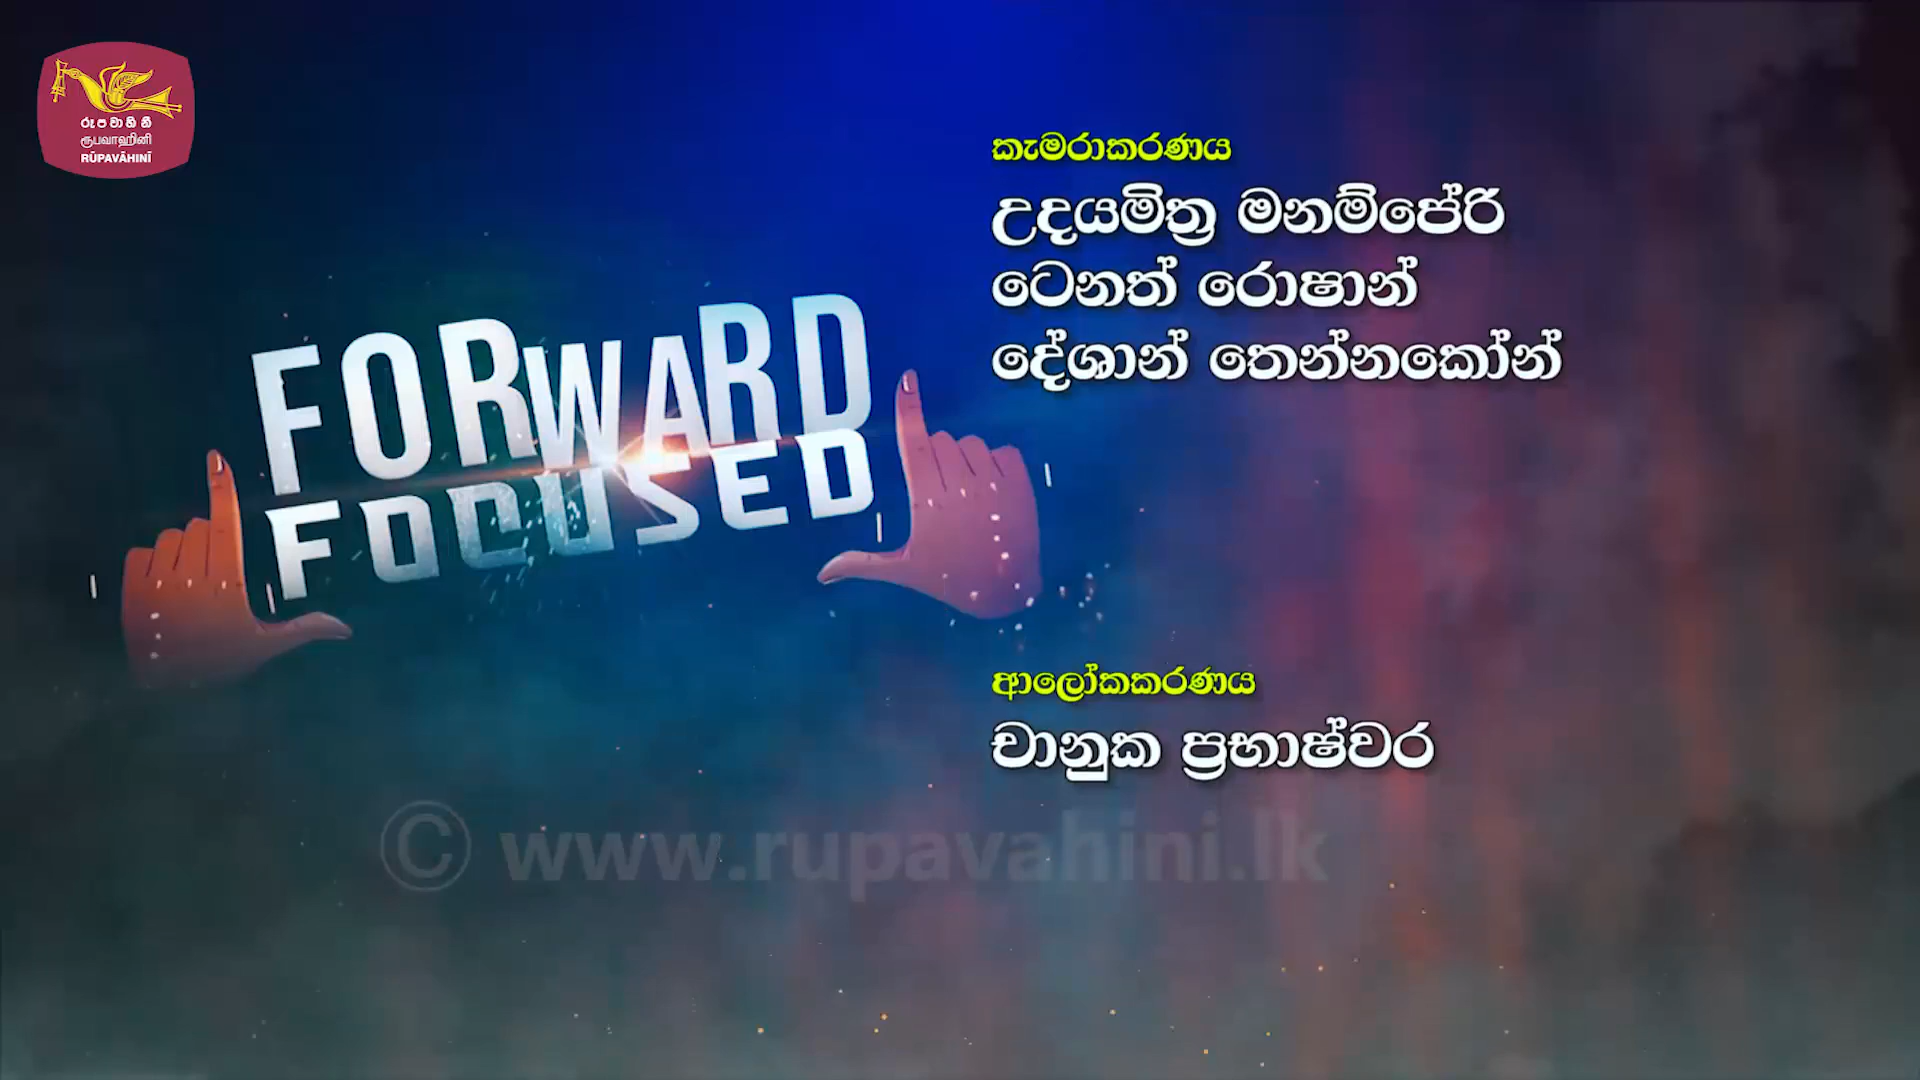 රූපවාහිනී
ரூபவாஹினி
RŪPAVĀHINĪ
FORWARD
FOCUSED
කැමරාකරණය
උදයමිත්‍ර මනම්පේරි
ටෙනත් රොෂාන්
දේශාන් තෙන්නකෝන්
ආලෝකකරණය
චානුක ප්‍රභාෂ්වර
© www.rupavahini.lk